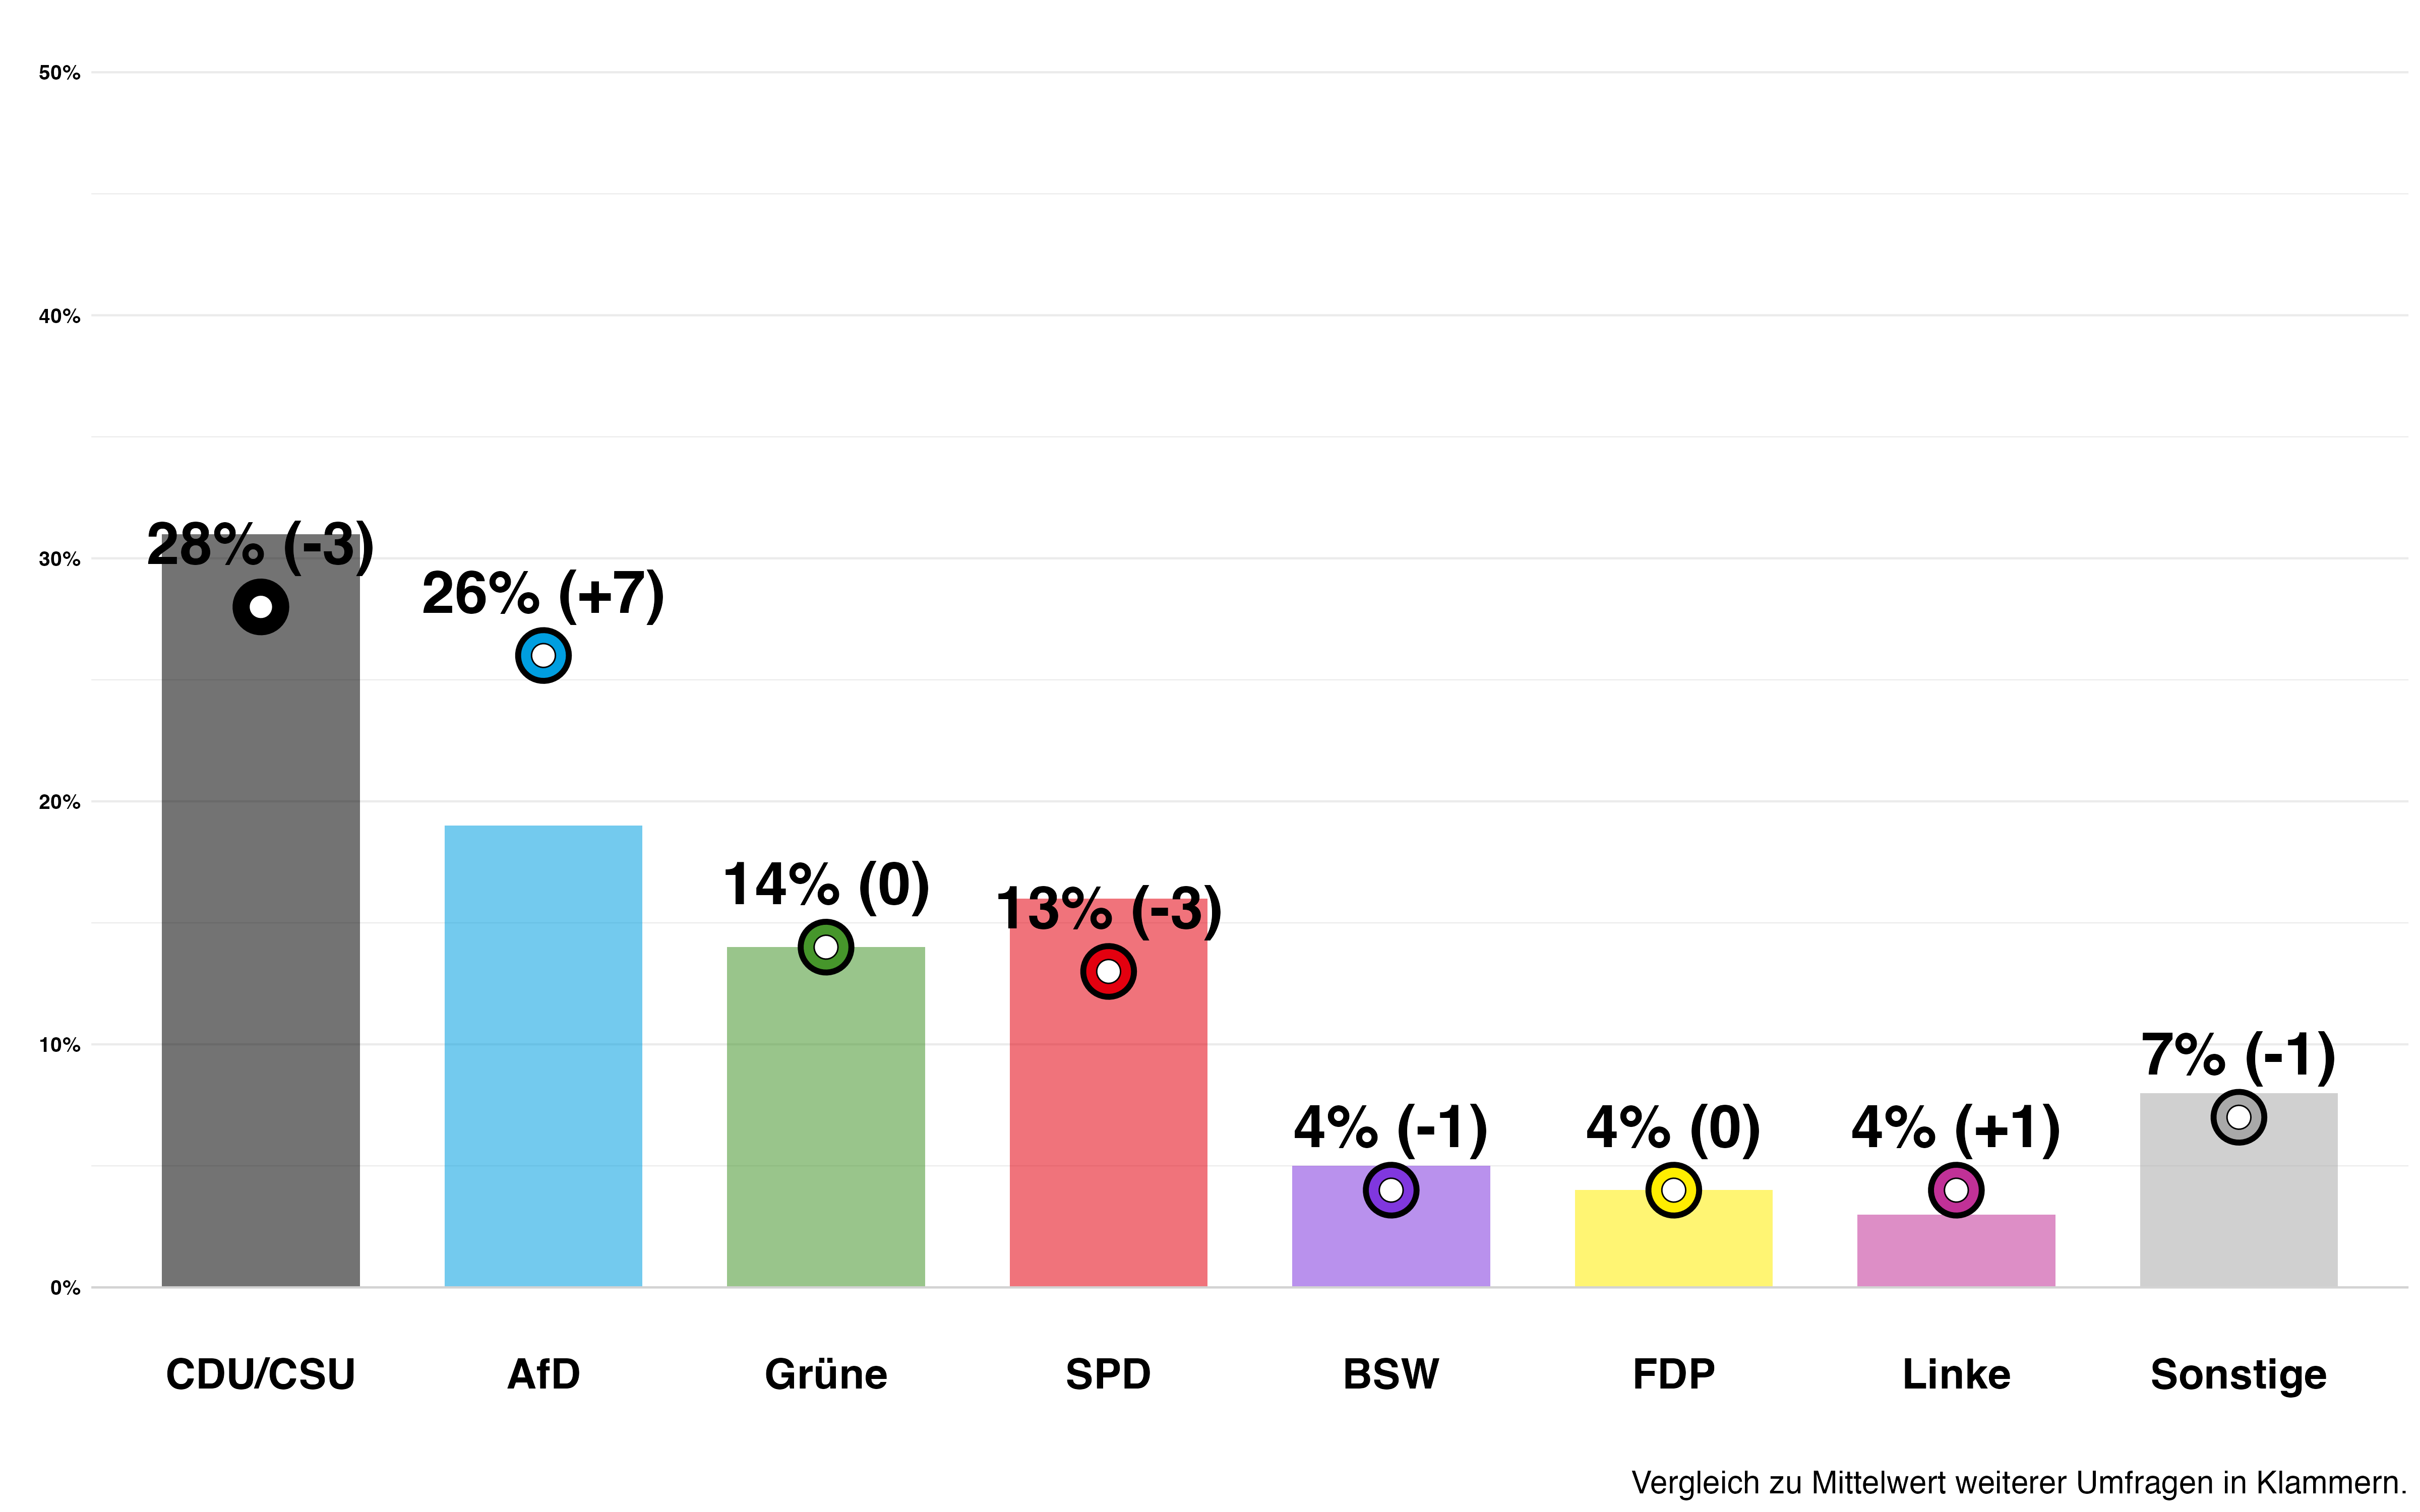 50%
40%
30%
20%
10%
0%
28% (-3)
26% (+7)
14% (0)
13% (-3)
4% (-1)
4% (0)
4% (+1)
7% (-1)
CDU/CSU
AfD
Grüne
SPD
BSW
FDP
Linke
Sonstige
Vergleich zu Mittelwert weiterer Umfragen in Klammern.